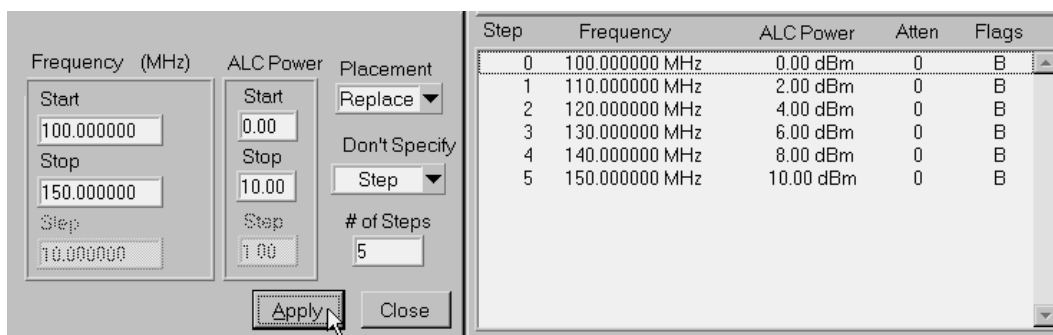 Frequency (MHz)
Start
100.000000
Stop
150.000000
Step
10.000000
ALC Power
Start
0.00
Stop
10.00
Step
1.00
Placement
Replace
Don't Specify
Step
# of Steps
5
Apply
Close
Step Frequency ALC Power Atten Flags
0 100.000000 MHz 0.00 dBm 0 B
1 110.000000 MHz 2.00 dBm 0 B
2 120.000000 MHz 4.00 dBm 0 B
3 130.000000 MHz 6.00 dBm 0 B
4 140.000000 MHz 8.00 dBm 0 B
5 150.000000 MHz 10.00 dBm 0 B